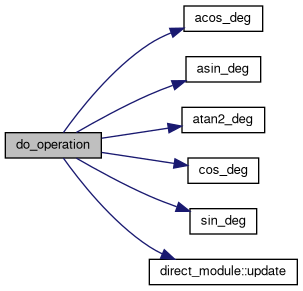 acos_deg
asin_deg
atan2_deg
do_operation
cos_deg
sin_deg
direct_module::update